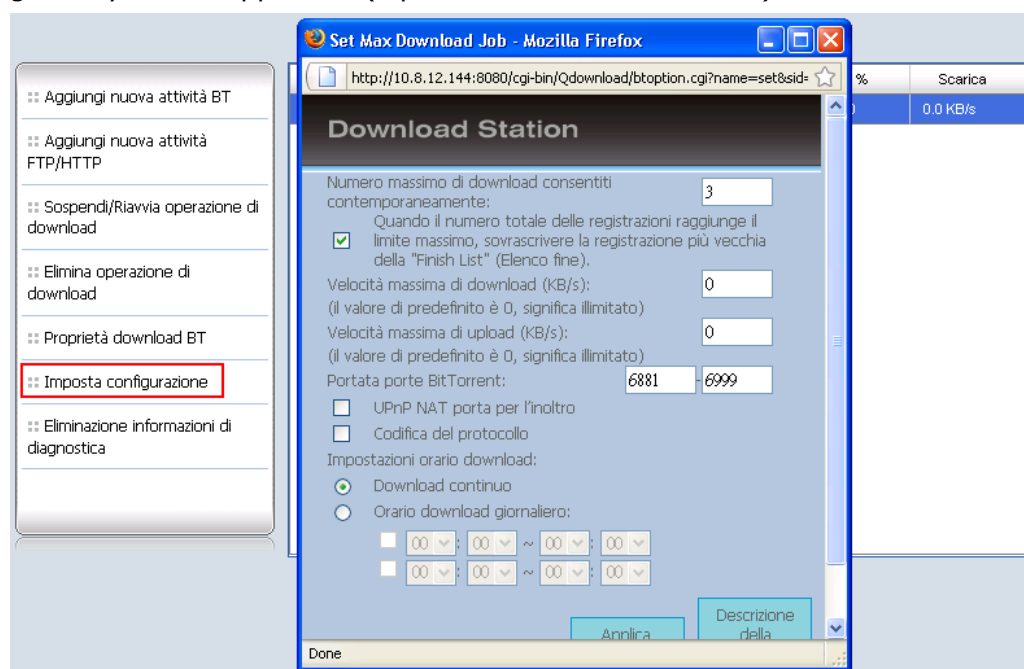 Set Max Download Job - Mozilla Firefox
http://10.8.12.144:8080/cgi-bin/Qdownload/btoption.cgi?name=set&sid=
:: Aggiungi nuova attività BT
:: Aggiungi nuova attività
FTP/HTTP
:: Sospendi/Riavvia operazione di
download
:: Elimina operazione di
download
:: Proprietà download BT
:: Imposta configurazione
:: Eliminazione informazioni di
diagnostica
Download Station
Numero massimo di download consentiti
contemporaneamente:
3
Quando il numero totale delle registrazioni raggiunge il
limite massimo, sovrascrivere la registrazione più vecchia
della "Finish List" (Elenco fine).
Velocità massima di download (KB/s):
0
(il valore di predefinito è 0, significa illimitato)
Velocità massima di upload (KB/s):
0
(il valore di predefinito è 0, significa illimitato)
Portata porte BitTorrent:
6881 - 6999
UPnP NAT porta per l'inoltro
Codifica del protocollo
Impostazioni orario download:
Download continuo
Orario download giornaliero:
00 : 00 ~ 00 : 00
00 : 00 ~ 00 : 00
Applica
Descrizione
della
Done
% Scarica
0.0 KB/s